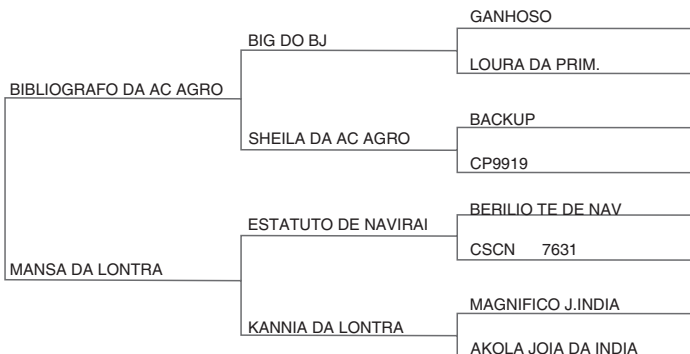 GANHOSO
BIG DO BJ
LOURA DA PRIM.
BIBLIOGRAFO DA AC AGRO
BACKUP
SHEILA DA AC AGRO
CP9919
BERILIO TE DE NAV
ESTATUTO DE NAVIRAI
CSCN 7631
MANSA DA LONTRA
MAGNIFICO J.INDIA
KANNIA DA LONTRA
AKOLA JOIA DA INDIA